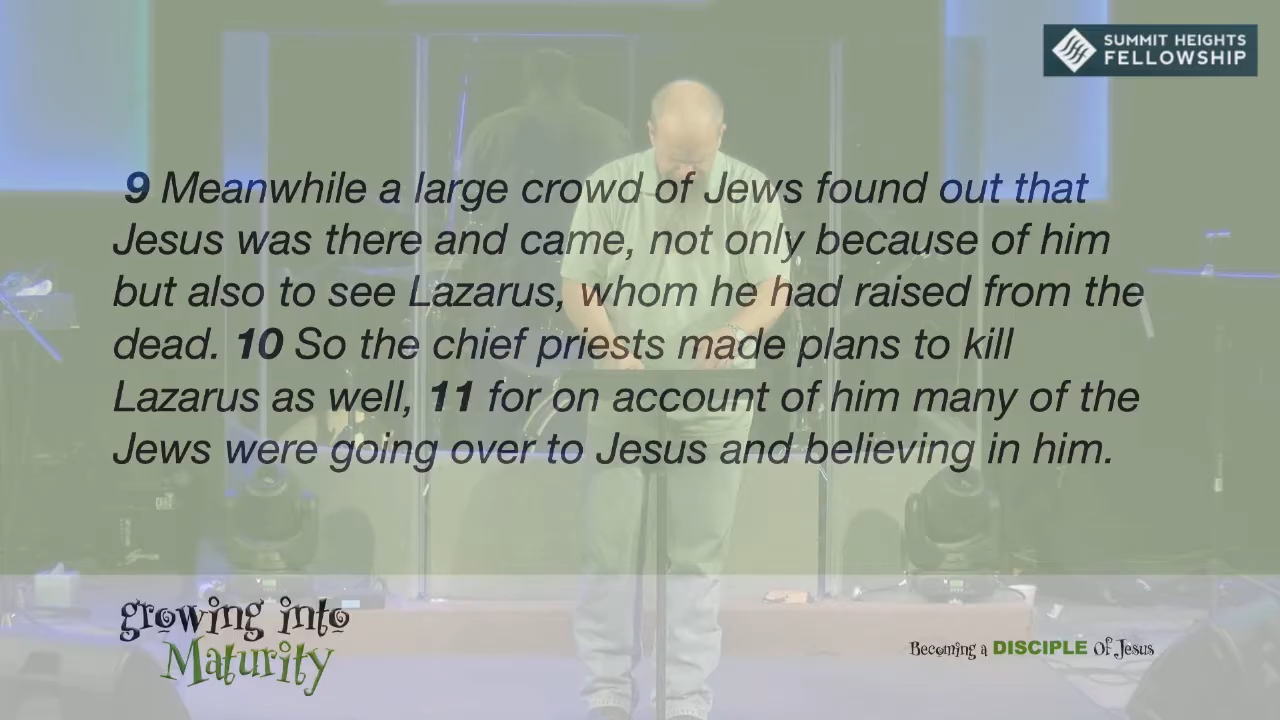 SUMMIT HEIGHTS
FELLOWSHIP
9 Meanwhile a large crowd of Jews found out that
Jesus was there and came, not only because of him
but also to see Lazarus, whom he had raised from the
dead. 10 So the chief priests made plans to kill
Lazarus as well, 11 for on account of him many of the
Jews were going over to Jesus and believing in him.
growing into
Maturity
Becoming a DISCIPLE Of Jesus